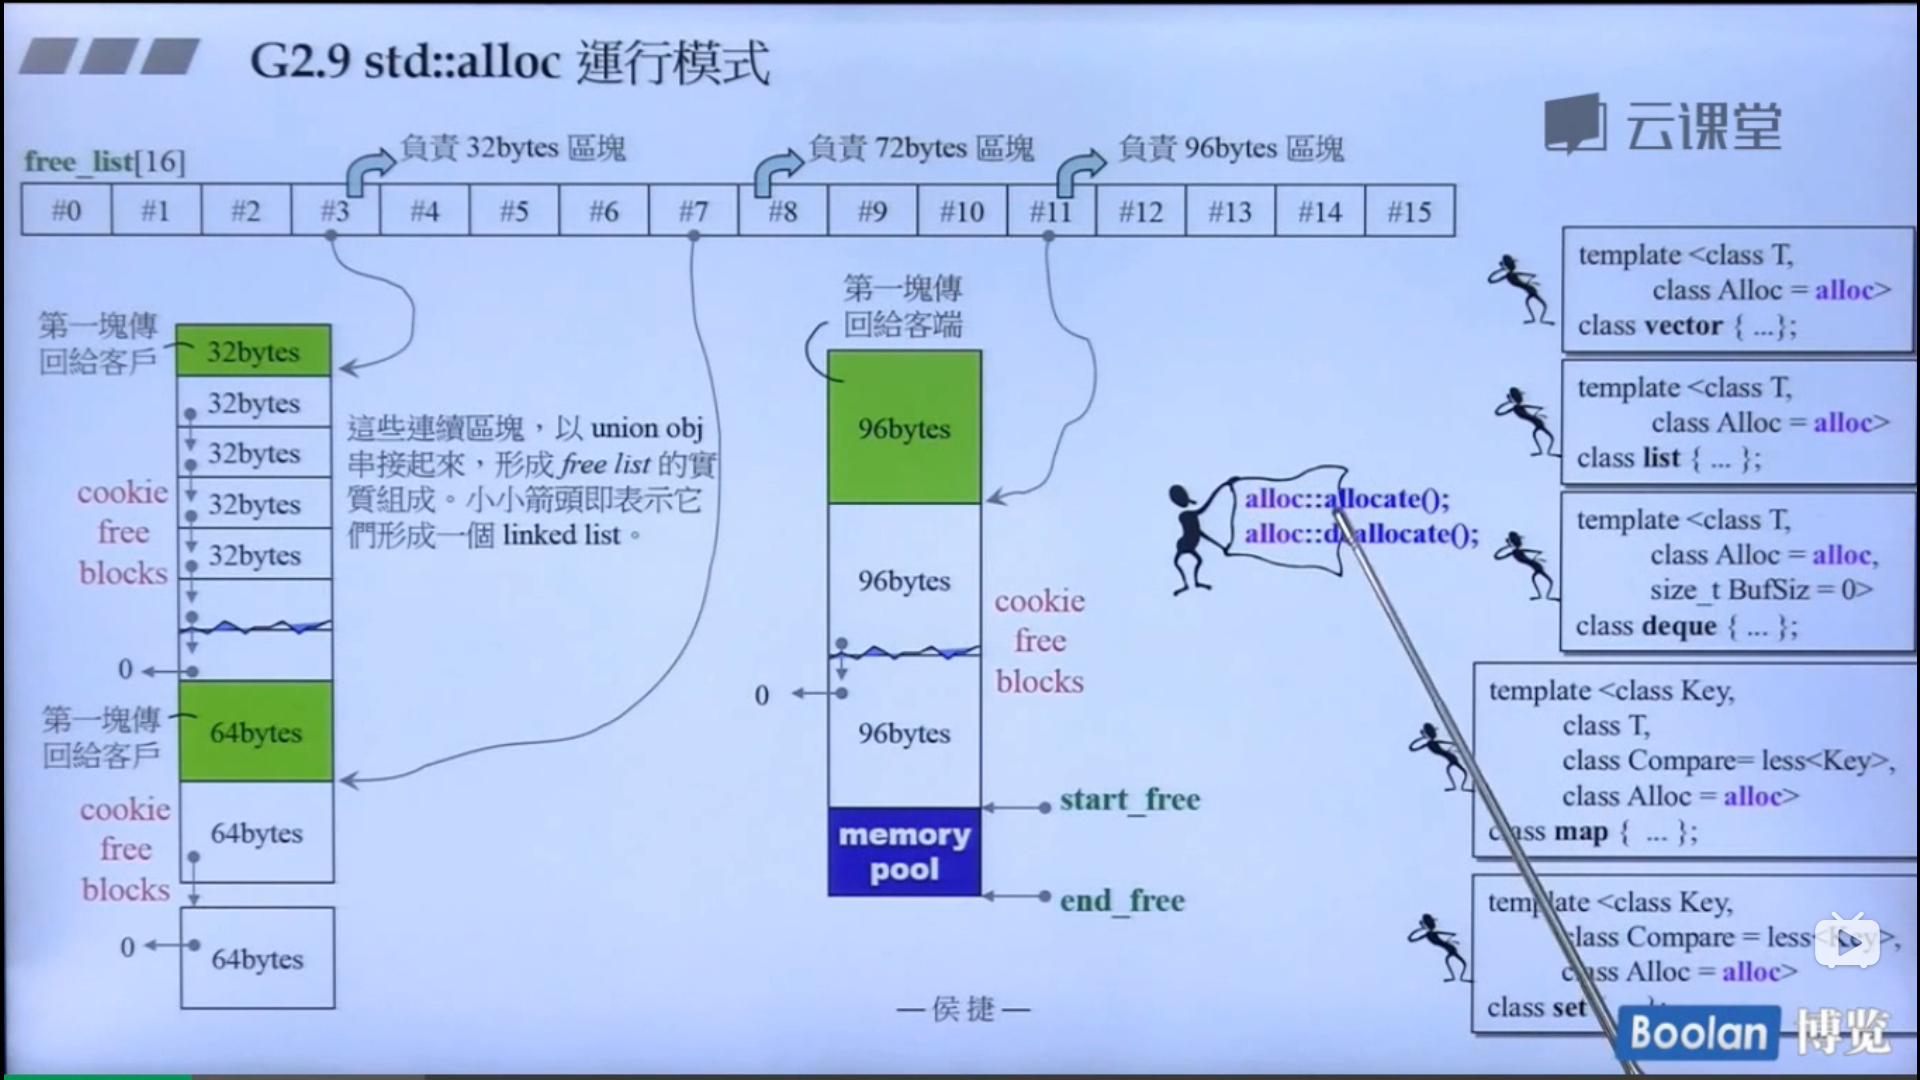 G2.9 std::alloc 運行模式
云课堂
負責 32bytes 區塊
負責 72bytes 區塊
負責 96bytes 區塊
free_list[16]
#0 #1 #2 #3 #4 #5 #6 #7 #8 #9 #10 #11 #12 #13 #14 #15
第一塊傳
回給客戶
32bytes
32bytes
32bytes
32bytes
32bytes
cookie
free
blocks
0
這些連續區塊，以 union obj
串接起來，形成 free list 的實
質組成。小小箭頭即表示它
們形成一個 linked list。
第一塊傳
回給客戶
64bytes
cookie
free
blocks
64bytes
0
64bytes
第一塊傳
回給客端
96bytes
96bytes
cookie
free
blocks
0
96bytes
start_free
memory
pool
end_free
alloc::allocate();
alloc::d allocate();
template <class T,
class Alloc = alloc>
class vector { ...};
template <class T,
class Alloc = alloc>
class list { ... };
template <class T,
class Alloc = alloc,
size_t BufSiz = 0>
class deque { ... };
template <class Key,
class T,
class Compare= less<Key>,
class Alloc = alloc>
class map { ... };
template <class Key,
class Compare = less<Key>,
class Alloc = alloc>
class set
—侯捷—
Boolan 博览